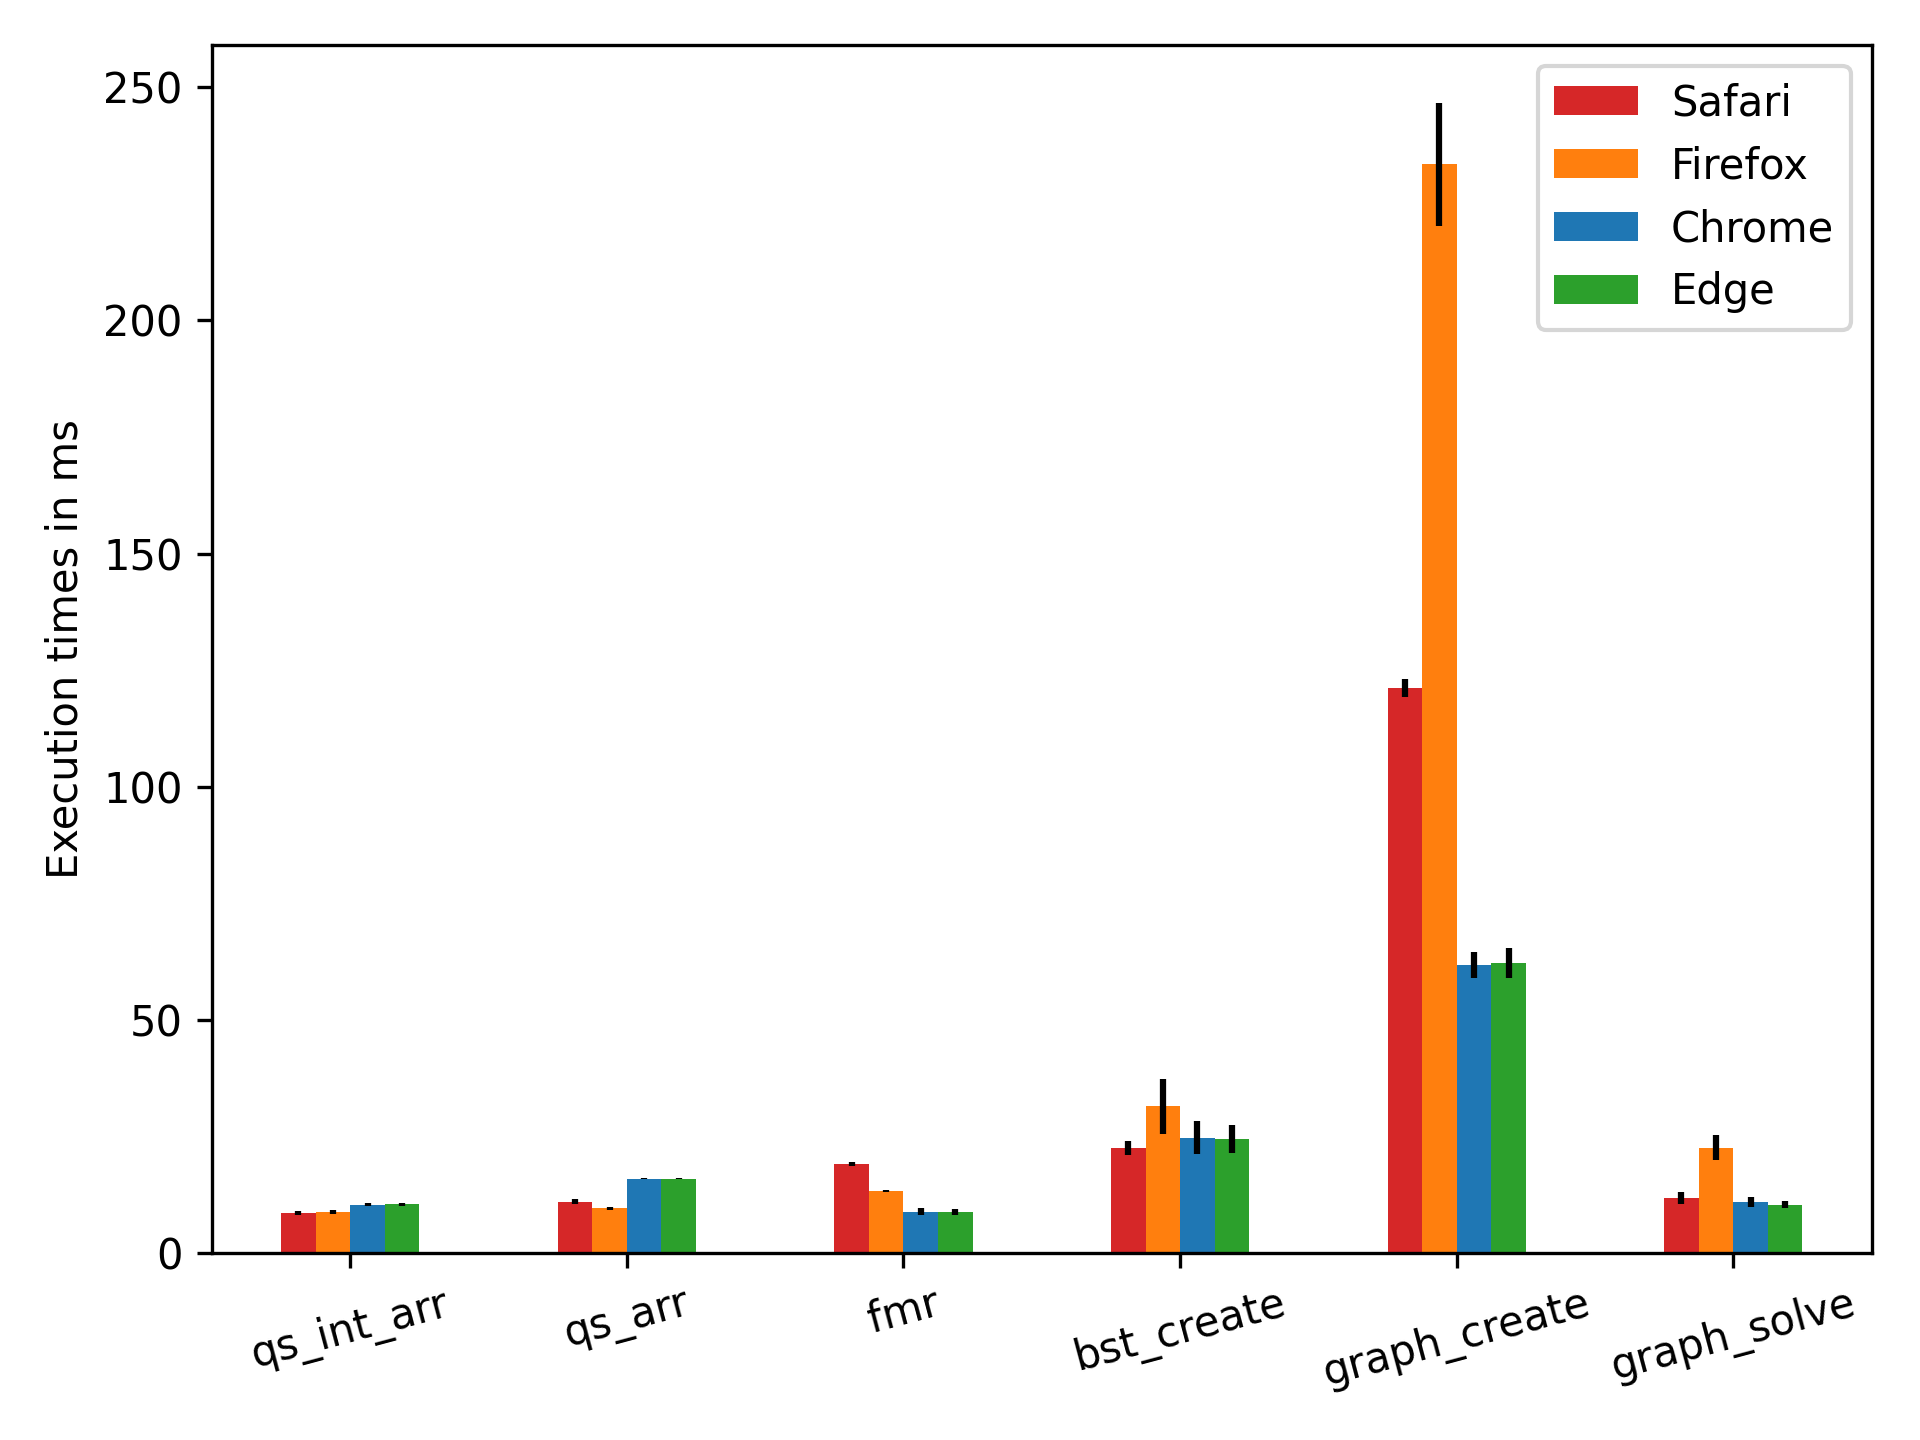 250
200
150
100
50
0
Execution times in ms
Safari
Firefox
Chrome
Edge
qs_int_arr
qs_arr
fmr
bst_create
graph_create
graph_solve